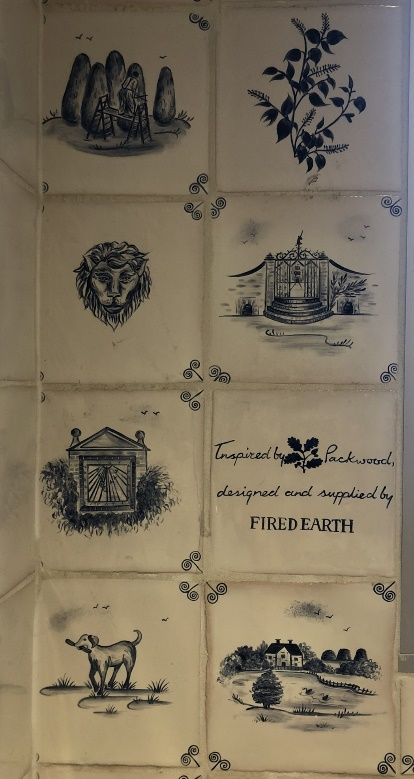 Inspired by Packwood,
designed and supplied by
FIRED EARTH